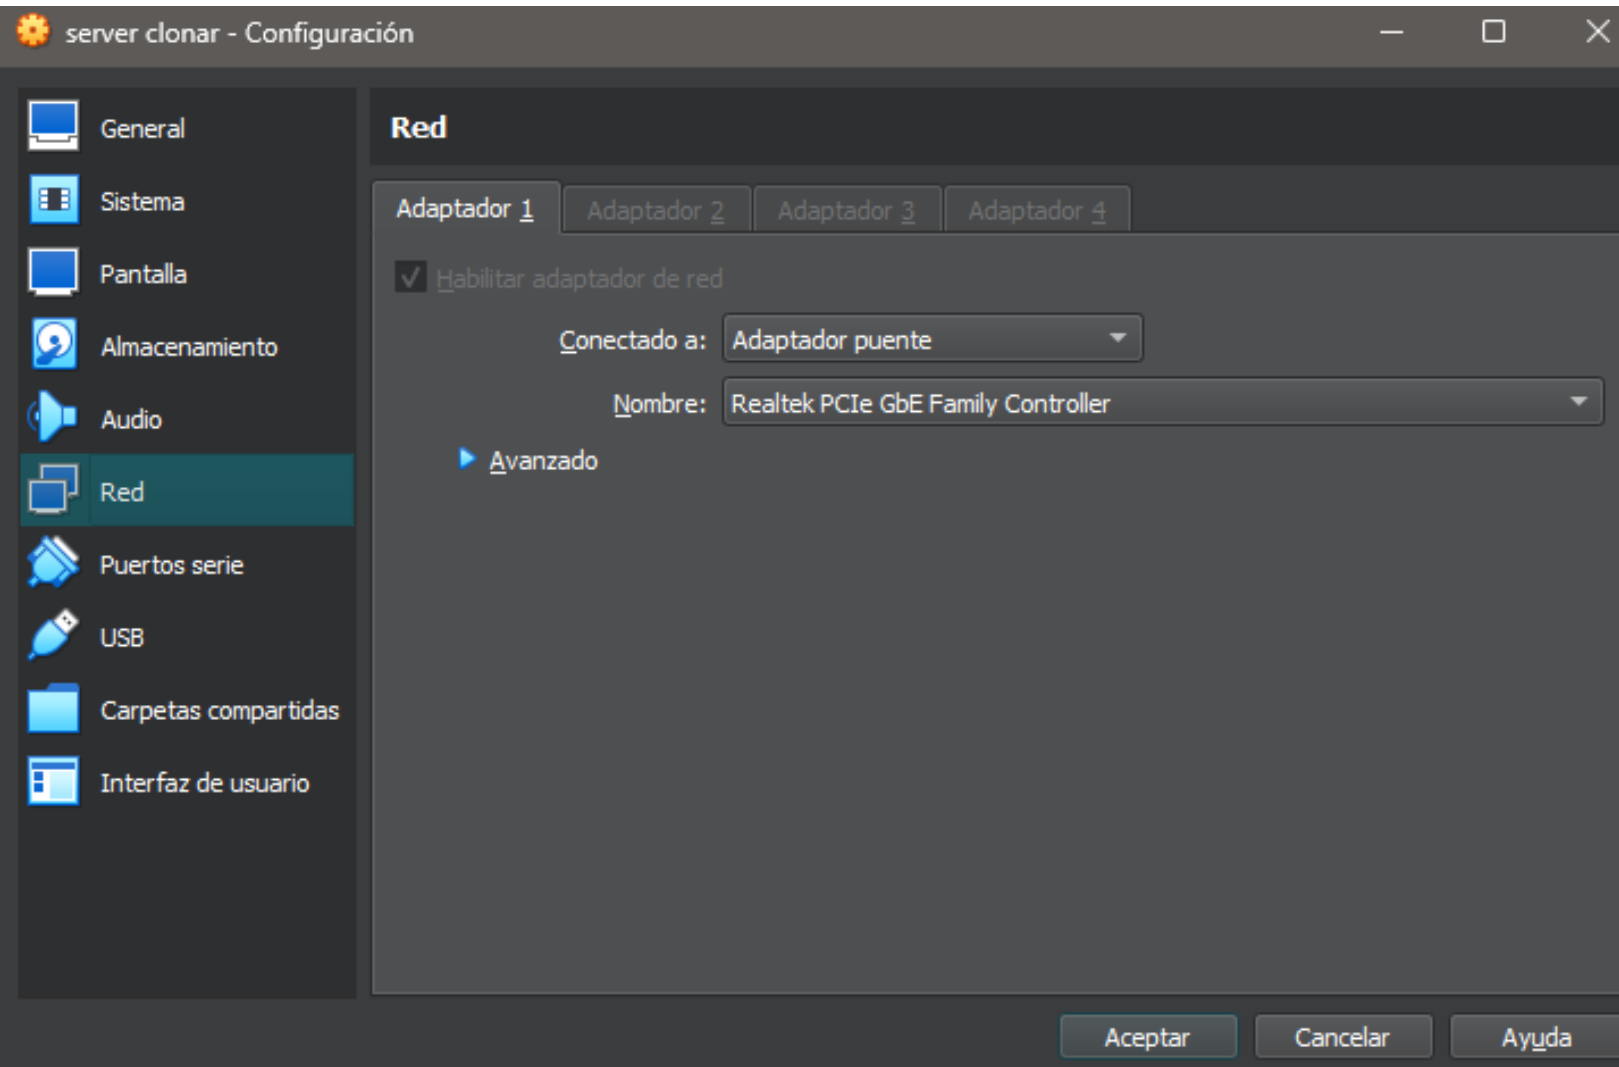 server clonar - Configuración
General
Sistema
Pantalla
Almacenamiento
Audio
Red
Puertos serie
USB
Carpetas compartidas
Interfaz de usuario
Red
Adaptador 1 Adaptador 2 Adaptador 3 Adaptador 4
Habilitar adaptador de red
Conectado a: Adaptador puente
Nombre: Realtek PCIe GbE Family Controller
Avanzado
Aceptar Cancelar Ayuda